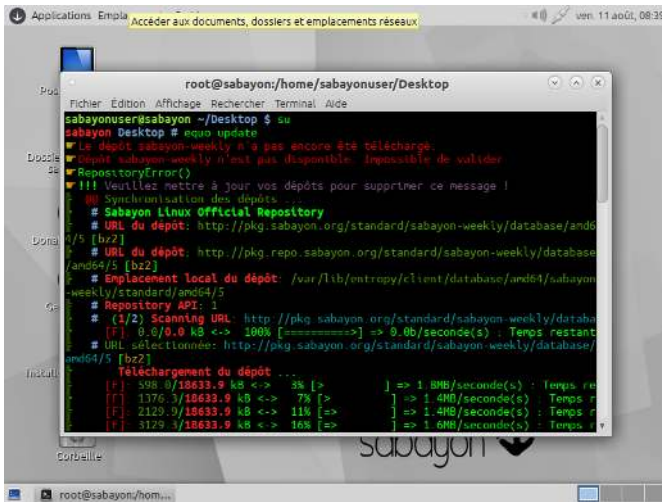 Applications Empla
Accéder aux documents, dossiers et emplacements réseaux
ven. 11 août, 08:39
root@sabayon:/home/sabayonuser/Desktop
Fichier Édition Affichage Rechercher Terminal Aide
sabayonuser@sabayon ~/Desktop $ su
sabayon Desktop # equo update
Le dépôt sabayon-weekly n'a pas encore été téléchargé.
Dépôt sabayon-weekly n'est pas disponible. Impossible de valider
RepositoryError()
!!! Veuillez mettre à jour vos dépôts pour supprimer ce message !
@@ Synchronisation des dépôts ...
# Sabayon Linux Official Repository
# URL du dépôt: http://pkg.sabayon.org/standard/sabayon-weekly/database/amd6
4/5 [bz2]
# URL du dépôt: http://pkg.repo.sabayon.org/standard/sabayon-weekly/database
/amd64/5 [bz2]
# Emplacement local du dépôt: /var/lib/entropy/client/database/amd64/sabayon
-weekly/standard/amd64/5
# Repository API: 1
# (1/2) Scanning URL: http://pkg.sabayon.org/standard/sabayon-weekly/databa
[F] 0.0/0.0 kB <-> 100% [==========>] => 0.0b/seconde(s) : Temps restant
# URL sélectionnée: http://pkg.sabayon.org/standard/sabayon-weekly/database/
amd64/5 [bz2]
Téléchargement du dépôt ...
[F]: 598.0/18633.9 kB <-> 3% [> ] => 1.8MB/seconde(s) : Temps re
[F] 1376.3/18633.9 kB <-> 7% [> ] => 1.4MB/seconde(s) : Temps r
[F] 2129.9/18633.9 kB <-> 11% [=> ] => 1.4MB/seconde(s) : Temps r
[F] 3129.3/18633.9 kB <-> 16% [=> ] => 1.6MB/seconde(s) : Temps r
Corbeille
sabayon
root@sabayon:/hom...